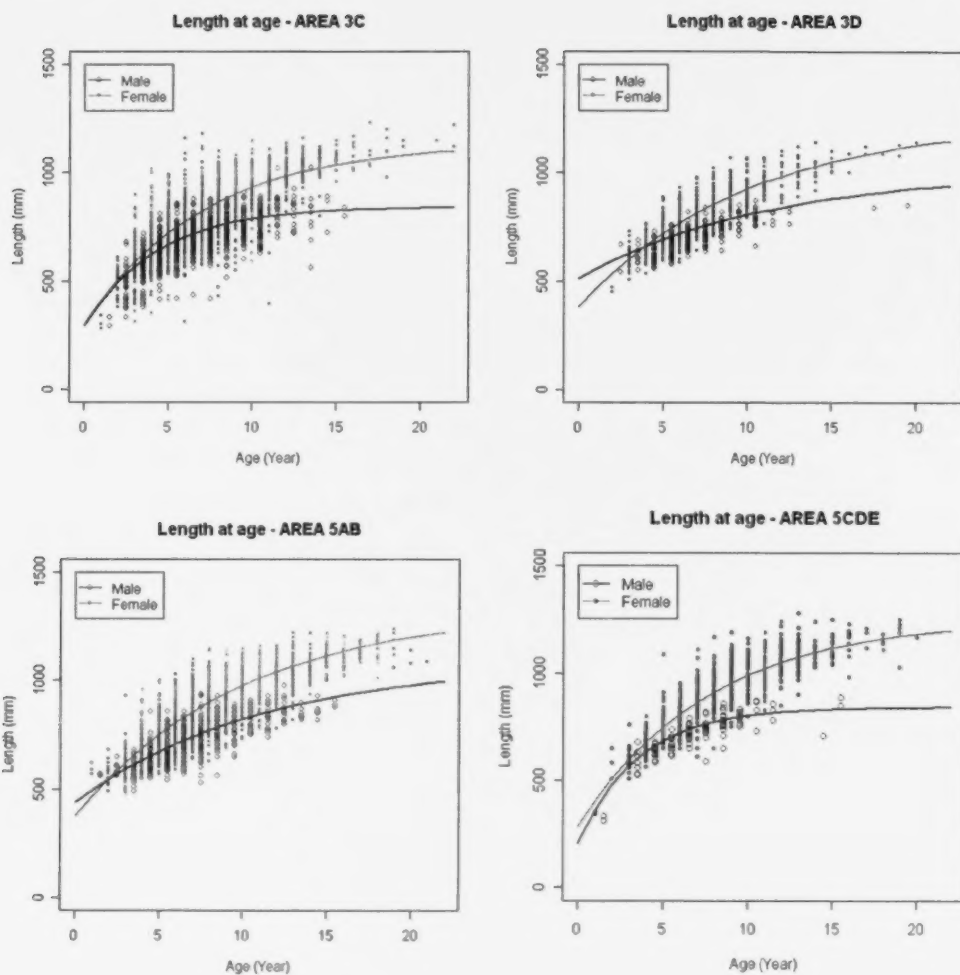 Length at age - AREA 3C
1500
1000
500
0
Length (mm)
Male
Female
0 5 10 15 20
Age (Year)
Length at age - AREA 3D
1500
1000
500
0
Length (mm)
Male
Female
0 5 10 15 20
Age (Year)
Length at age - AREA 5AB
1500
1000
500
0
Length (mm)
Male
Female
0 5 10 15 20
Age (Year)
Length at age - AREA 5CDE
1500
1000
500
0
Length (mm)
Male
Female
0 5 10 15 20
Age (Year)